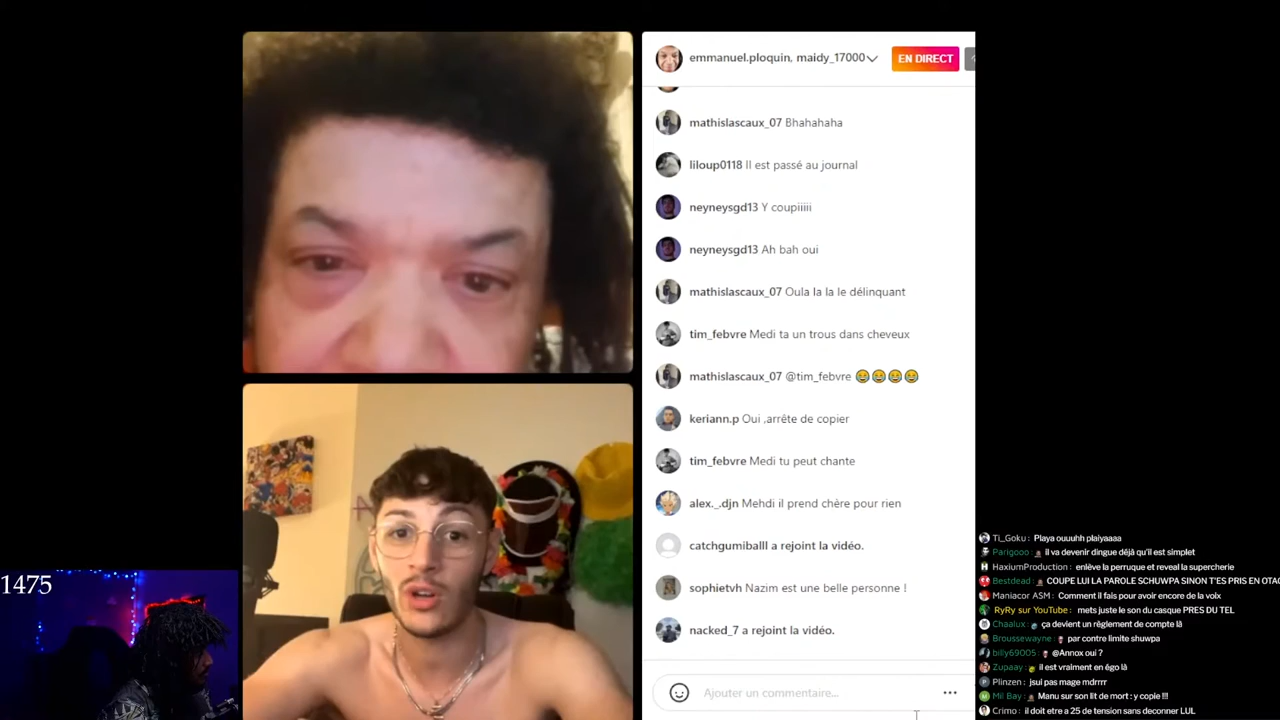 emmanuel.ploquin, maidy_17000
EN DIRECT
mathislascaux_07 Bhahahaha
liloup0118 Il est passé au journal
neyneysgd13 Y coupiiiii
neyneysgd13 Ah bah oui
mathislascaux_07 Oula la la le délinquant
tim_febvre Medi ta un trous dans cheveux
mathislascaux_07 @tim_febvre 😂😂😂😂
keriann.p Oui ,arrête de copier
tim_febvre Medi tu peut chante
alex._.djn Mehdi il prend chère pour rien
catchgumiballl a rejoint la vidéo.
sophietvh Nazim est une belle personne !
nacked_7 a rejoint la vidéo.
Ajouter un commentaire...
1475
Ti_Goku : Playa ouuuhh plaiyaaaa
Parigooo : il va devenir dingue déjà qu'il est simplet
HaxiumProduction : enlève la perruque et reveal la supercherie
Bestdead : COUPE LUI LA PAROLE SCHUWPA SINON T'ES PRIS EN OTAG
Maniacor ASM : Comment il fais pour avoir encore de la voix
RyRy sur YouTube : mets juste le son du casque PRES DU TEL
Chaalux : ça devient un règlement de compte là
Broussewayne : par contre limite shuwpa
billy69005 : @Annox oui ?
Zupaay : il est vraiment en égo là
Plinzen : jsui pas mage mdrrrr
Mil Bay : Manu sur son lit de mort : y copie !!!
Crimo : il doit etre a 25 de tension sans deconner LUL